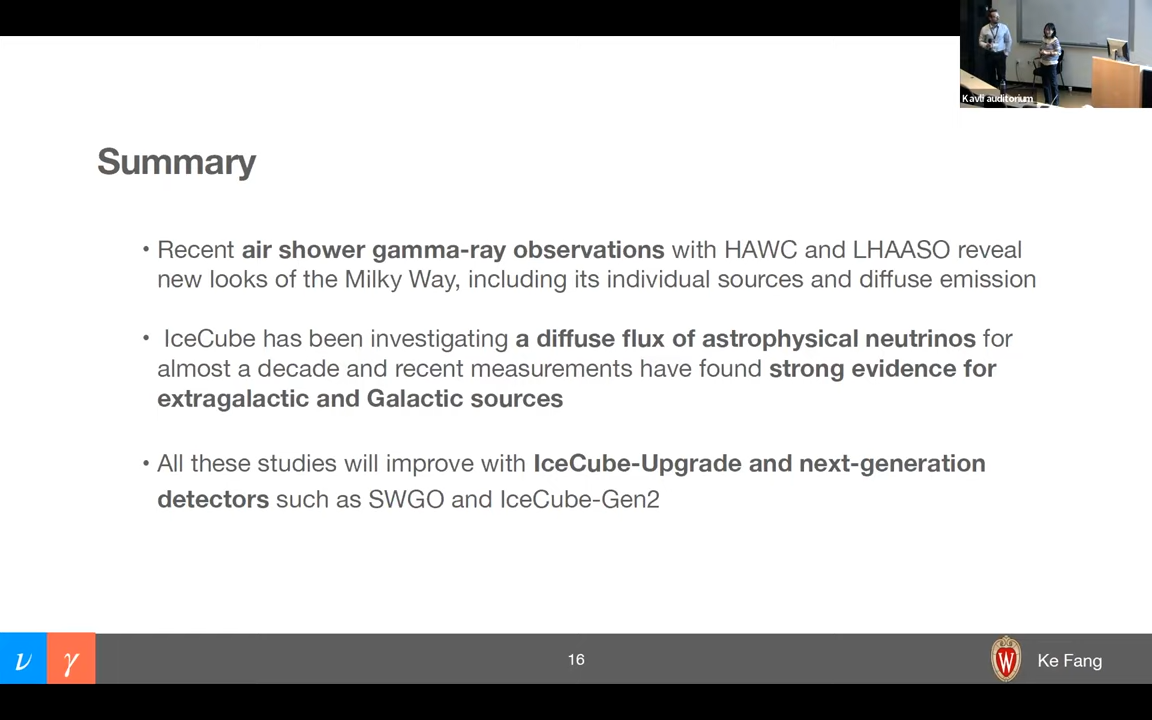 Kavli auditorium
Summary
• Recent air shower gamma-ray observations with HAWC and LHAASO reveal
new looks of the Milky Way, including its individual sources and diffuse emission
• IceCube has been investigating a diffuse flux of astrophysical neutrinos for
almost a decade and recent measurements have found strong evidence for
extragalactic and Galactic sources
• All these studies will improve with IceCube-Upgrade and next-generation
detectors such as SWGO and IceCube-Gen2
ν γ
16
W
Ke Fang